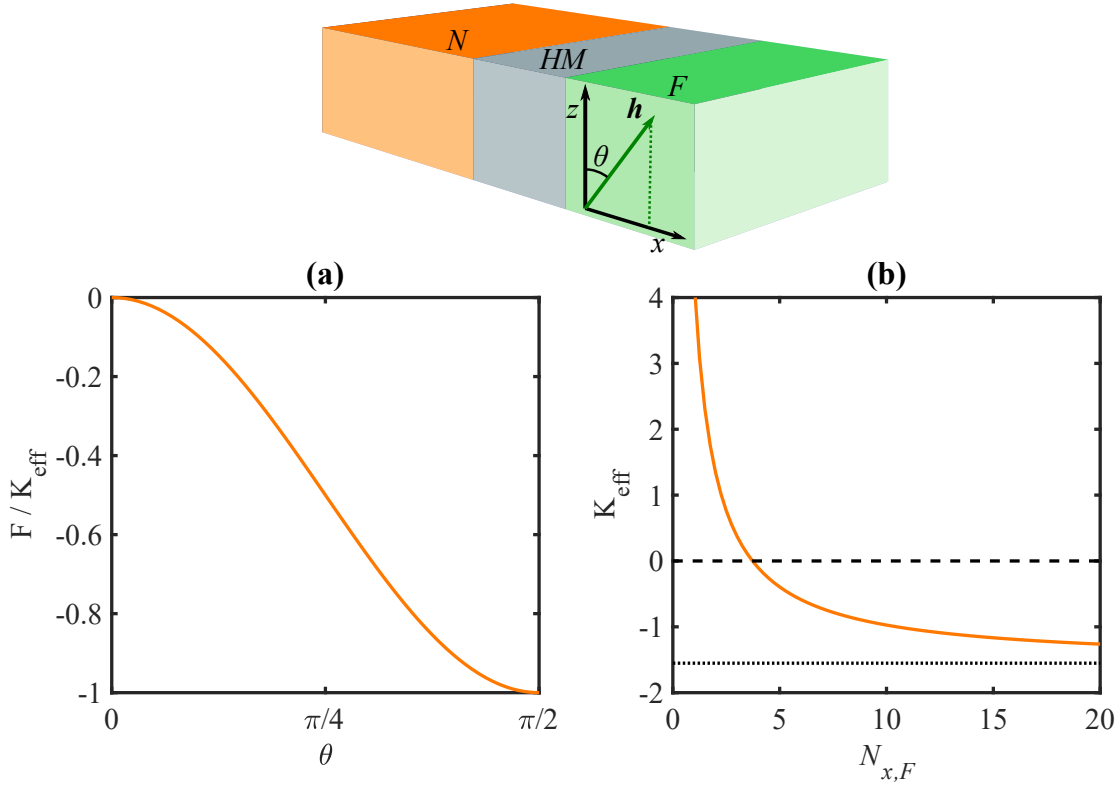 N
HM
F
z
h
θ
x
(a)
0
-0.2
-0.4
-0.6
-0.8
-1
F / K_eff
0
π/4
π/2
θ
(b)
4
3
2
1
0
-1
-2
K_eff
0
5
10
15
20
N_x,F